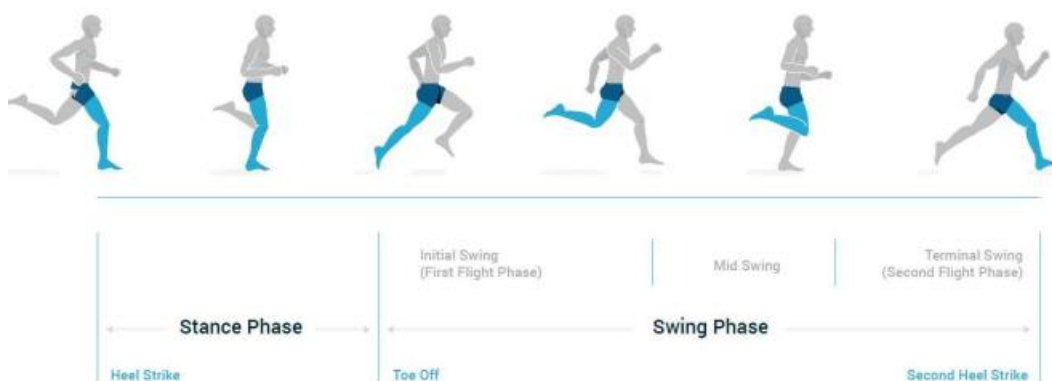 Initial Swing
(First Flight Phase)
Mid Swing
Terminal Swing
(Second Flight Phase)
Stance Phase
Swing Phase
Heel Strike
Toe Off
Second Heel Strike